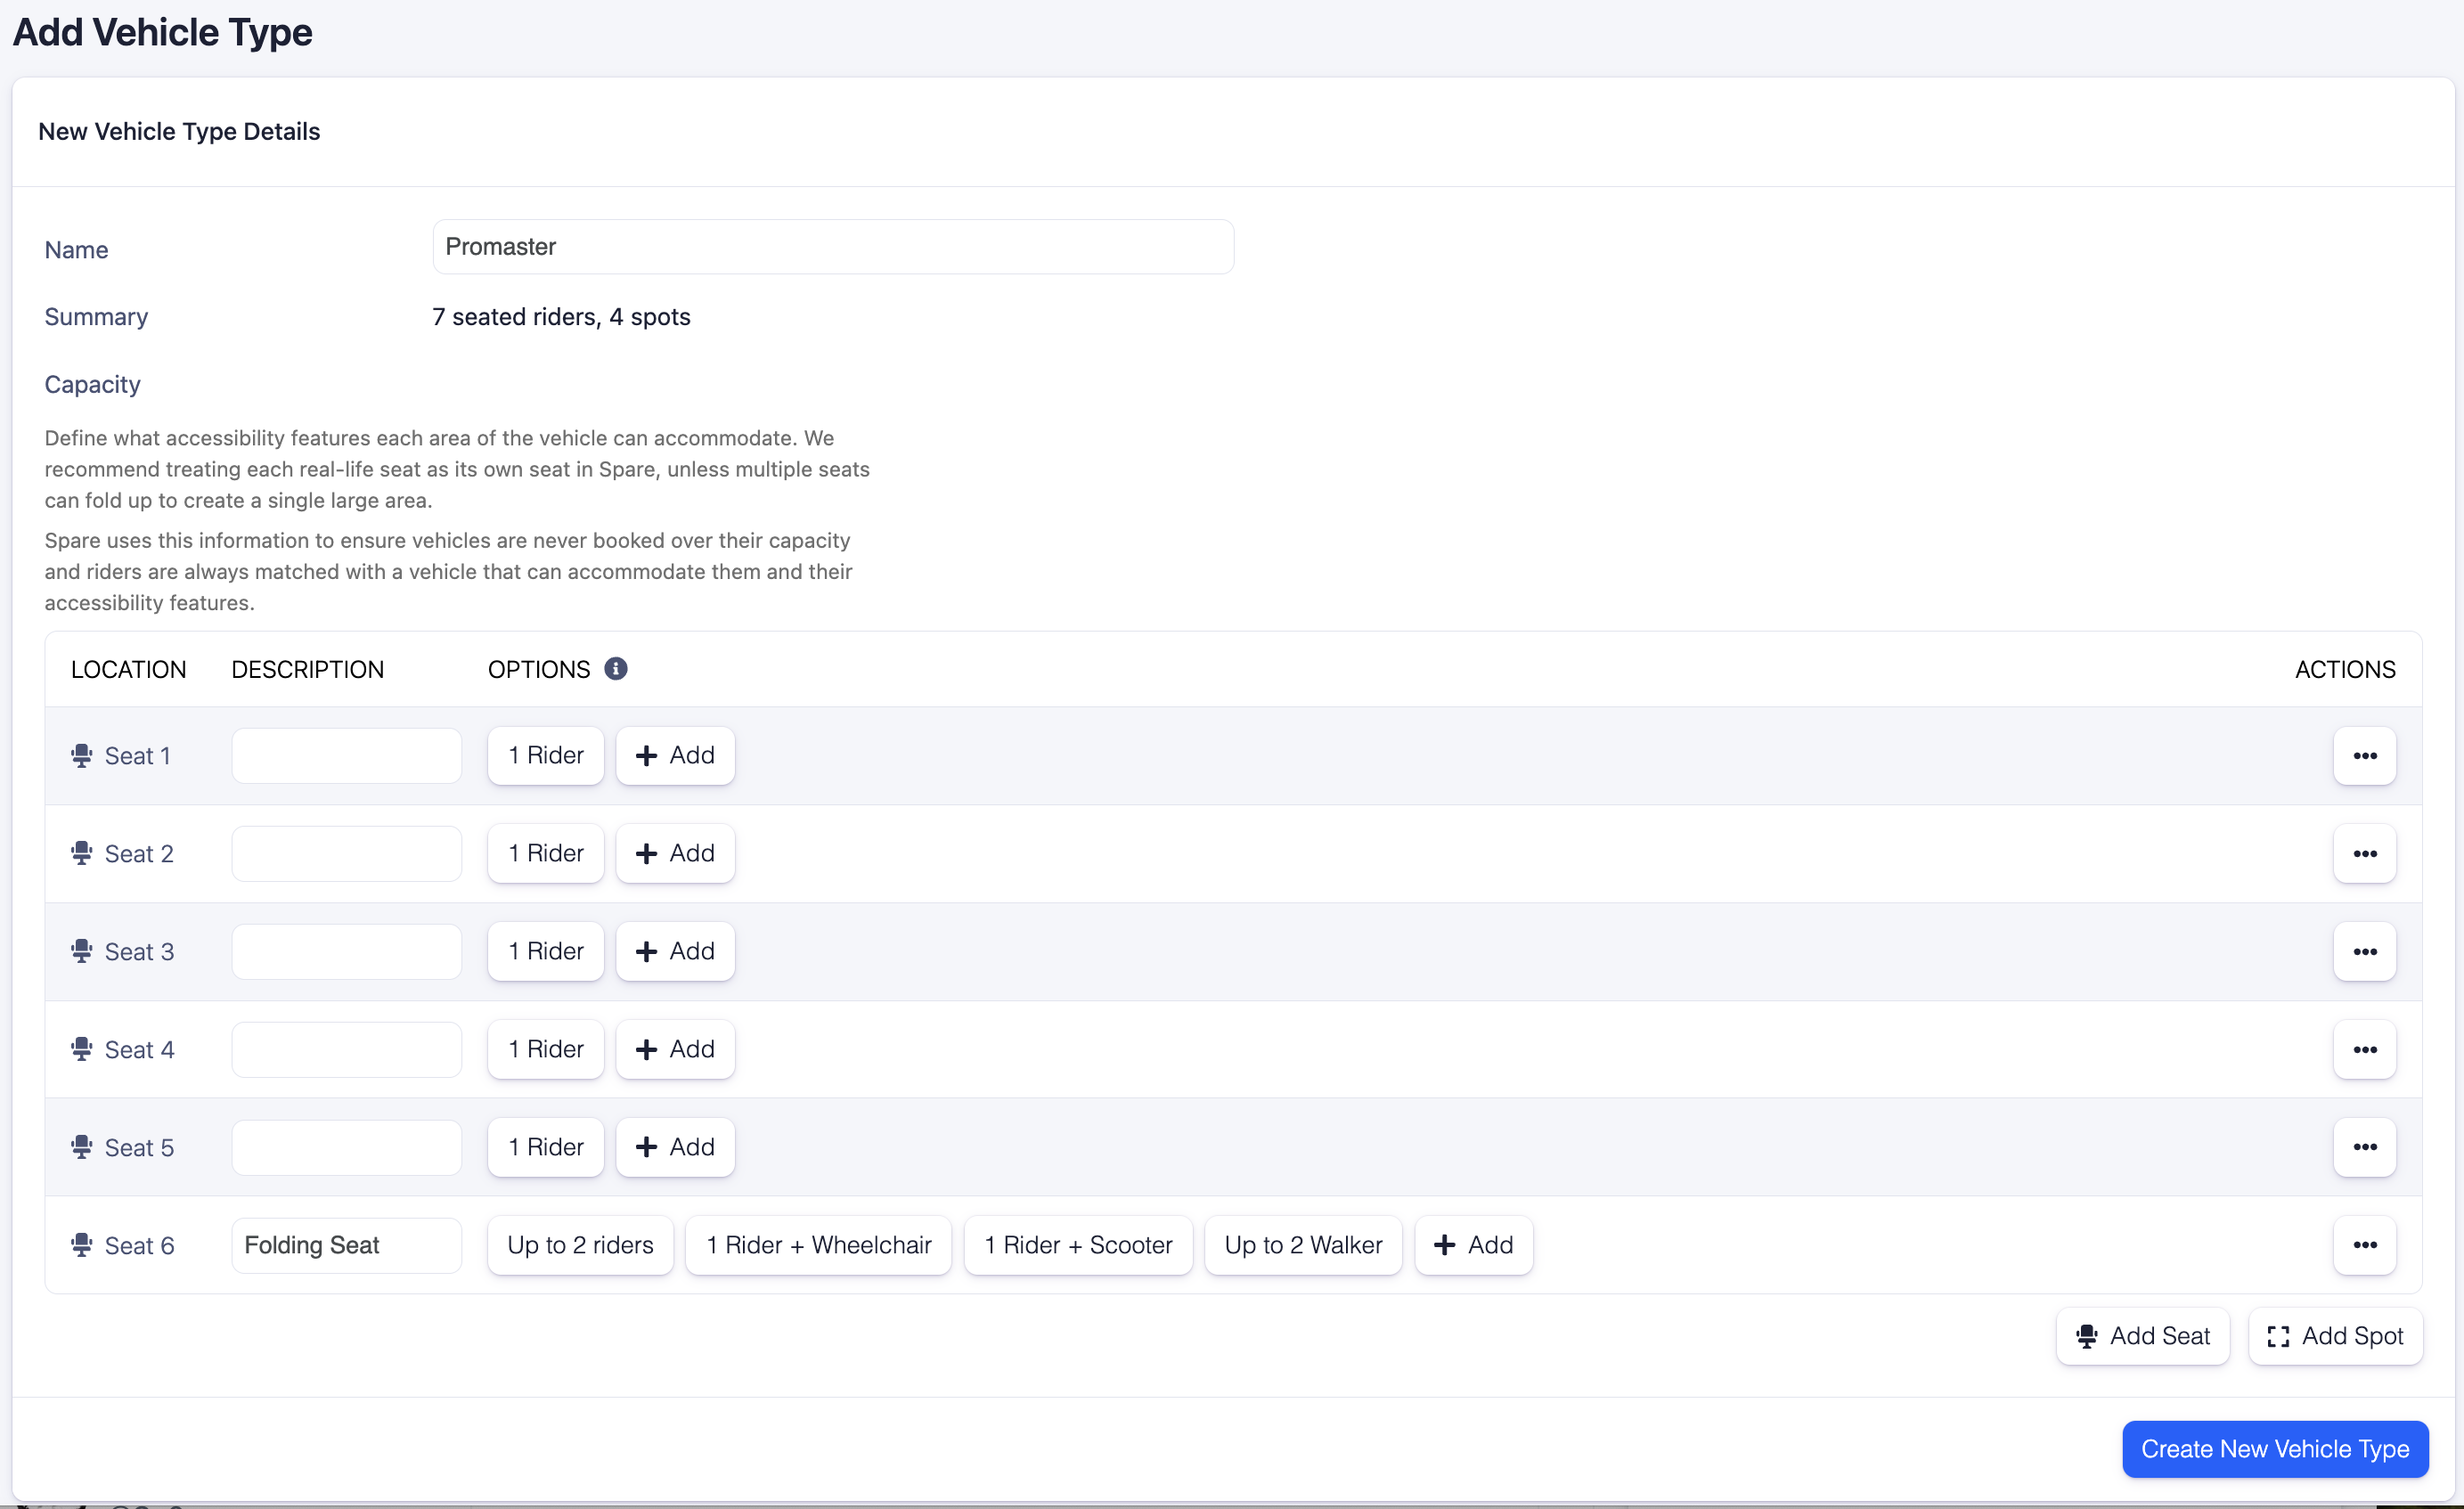 Add Vehicle Type
New Vehicle Type Details
Name Promaster
Summary 7 seated riders, 4 spots
Capacity
Define what accessibility features each area of the vehicle can accommodate. We
recommend treating each real-life seat as its own seat in Spare, unless multiple seats
can fold up to create a single large area.
Spare uses this information to ensure vehicles are never booked over their capacity
and riders are always matched with a vehicle that can accommodate them and their
accessibility features.
LOCATION DESCRIPTION OPTIONS ACTIONS
Seat 1 1 Rider Add
Seat 2 1 Rider Add
Seat 3 1 Rider Add
Seat 4 1 Rider Add
Seat 5 1 Rider Add
Seat 6 Folding Seat Up to 2 riders 1 Rider + Wheelchair 1 Rider + Scooter Up to 2 Walker Add
Add Seat Add Spot
Create New Vehicle Type